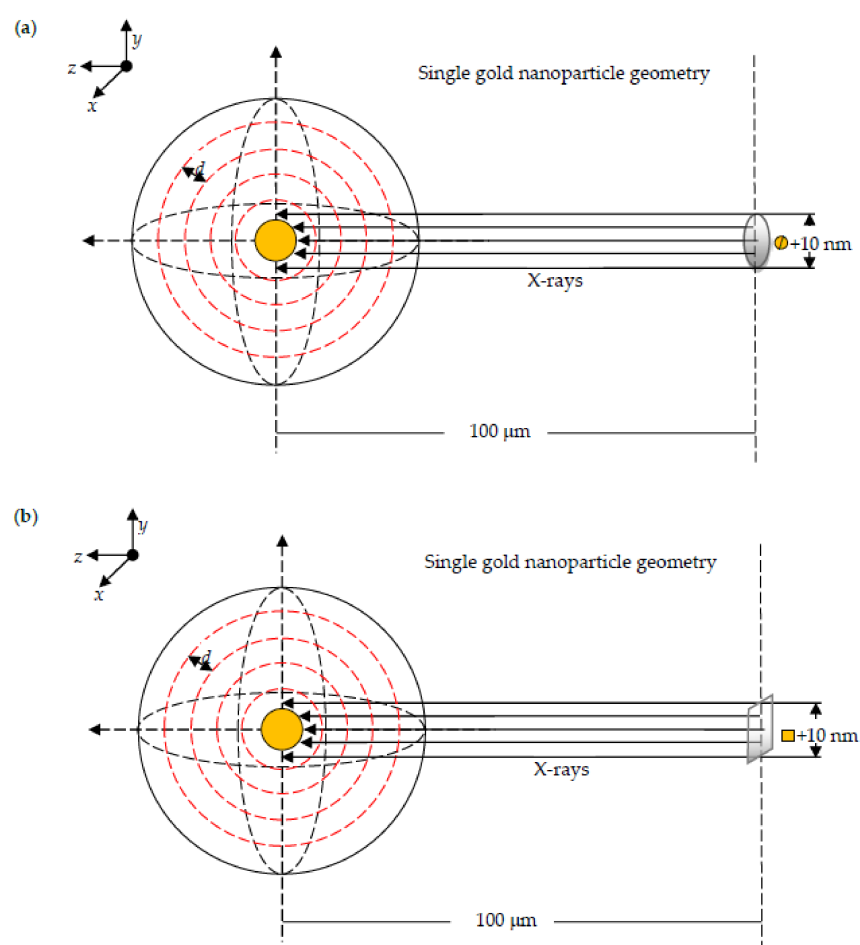 (a)
y
z
x
Single gold nanoparticle geometry
d
+10 nm
X-rays
100 μm
(b)
y
z
x
Single gold nanoparticle geometry
d
+10 nm
X-rays
100 μm